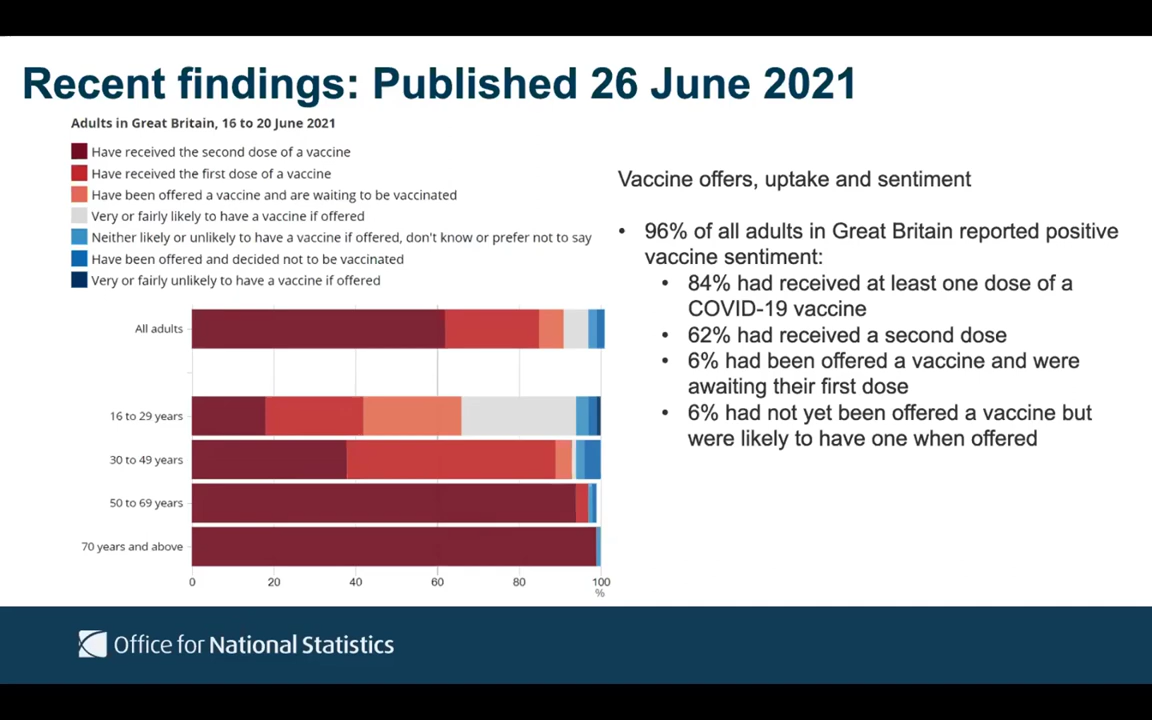 Recent findings: Published 26 June 2021
Adults in Great Britain, 16 to 20 June 2021
Have received the second dose of a vaccine
Have received the first dose of a vaccine
Have been offered a vaccine and are waiting to be vaccinated
Very or fairly likely to have a vaccine if offered
Neither likely or unlikely to have a vaccine if offered, don't know or prefer not to say
Have been offered and decided not to be vaccinated
Very or fairly unlikely to have a vaccine if offered
All adults
16 to 29 years
30 to 49 years
50 to 69 years
70 years and above
0 20 40 60 80 100
%
Vaccine offers, uptake and sentiment
• 96% of all adults in Great Britain reported positive
vaccine sentiment:
• 84% had received at least one dose of a
COVID-19 vaccine
• 62% had received a second dose
• 6% had been offered a vaccine and were
awaiting their first dose
• 6% had not yet been offered a vaccine but
were likely to have one when offered
Office for National Statistics